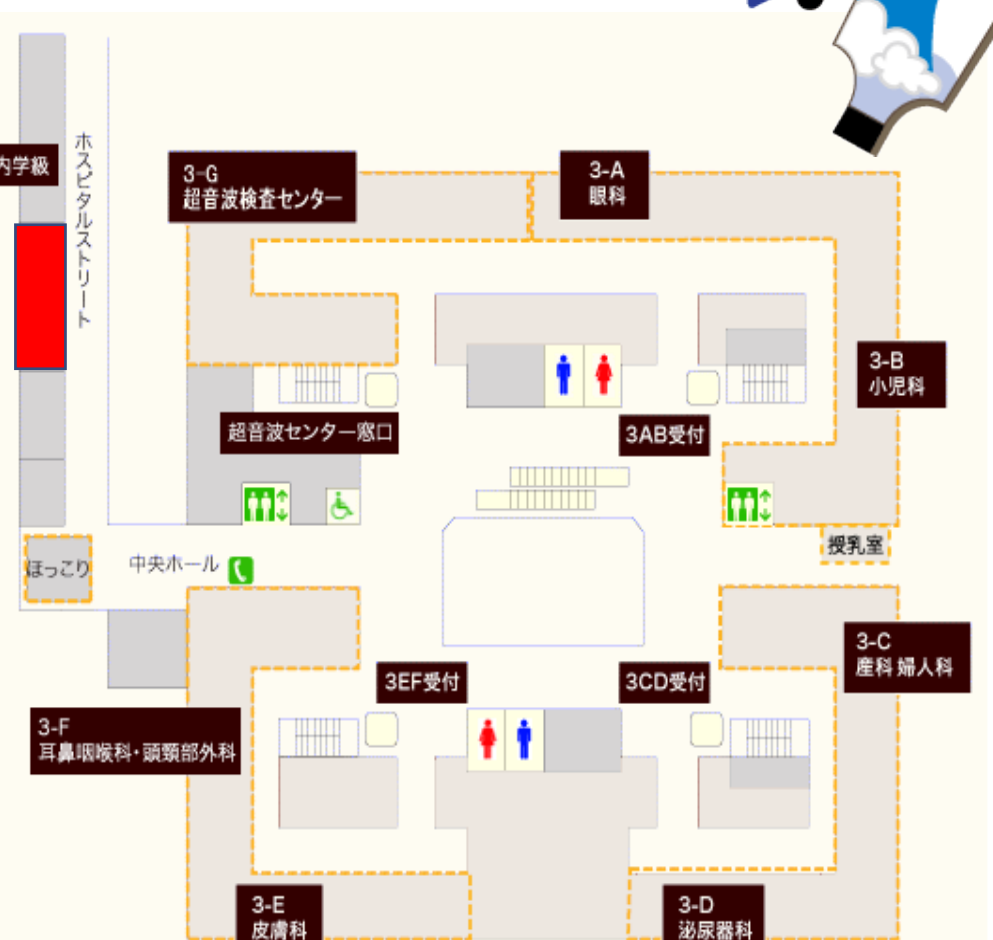 内学級
ホスピタルストリート
3-G
超音波検査センター
3-A
眼科
3-B
小児科
超音波センター窓口
3AB受付
授乳室
ほっこり
中央ホール
3-C
産科 婦人科
3EF受付
3CD受付
3-F
耳鼻咽喉科・頭頸部外科
3-E
皮膚科
3-D
泌尿器科